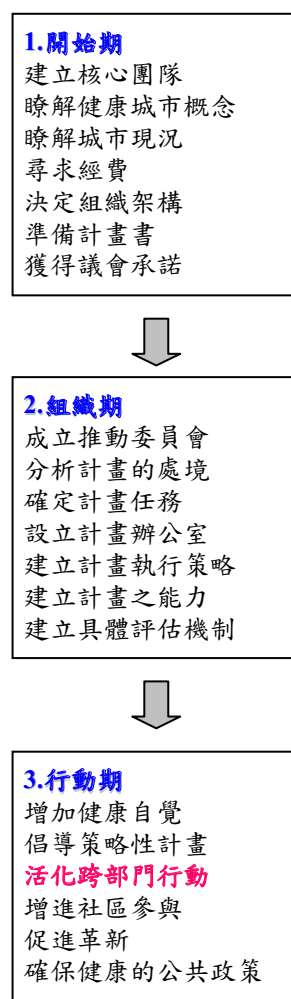 1.開始期
建立核心團隊
瞭解健康城市概念
瞭解城市現況
尋求經費
決定組織架構
準備計畫書
獲得議會承諾
2.組織期
成立推動委員會
分析計畫的處境
確定計畫任務
設立計畫辦公室
建立計畫執行策略
建立計畫之能力
建立具體評估機制
3.行動期
增加健康自覺
倡導策略性計畫
活化跨部門行動
增進社區參與
促進革新
確保健康的公共政策